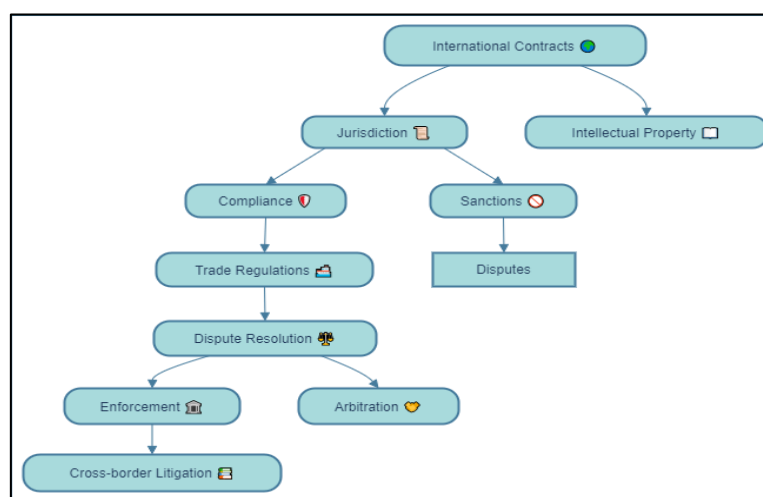 International Contracts 🌍
Jurisdiction 📜
Intellectual Property 📖
Compliance 🛡️
Sanctions 🚫
Trade Regulations 🚢
Disputes
Dispute Resolution ⚖️
Enforcement 🏛️
Arbitration 🤝
Cross-border Litigation 📚